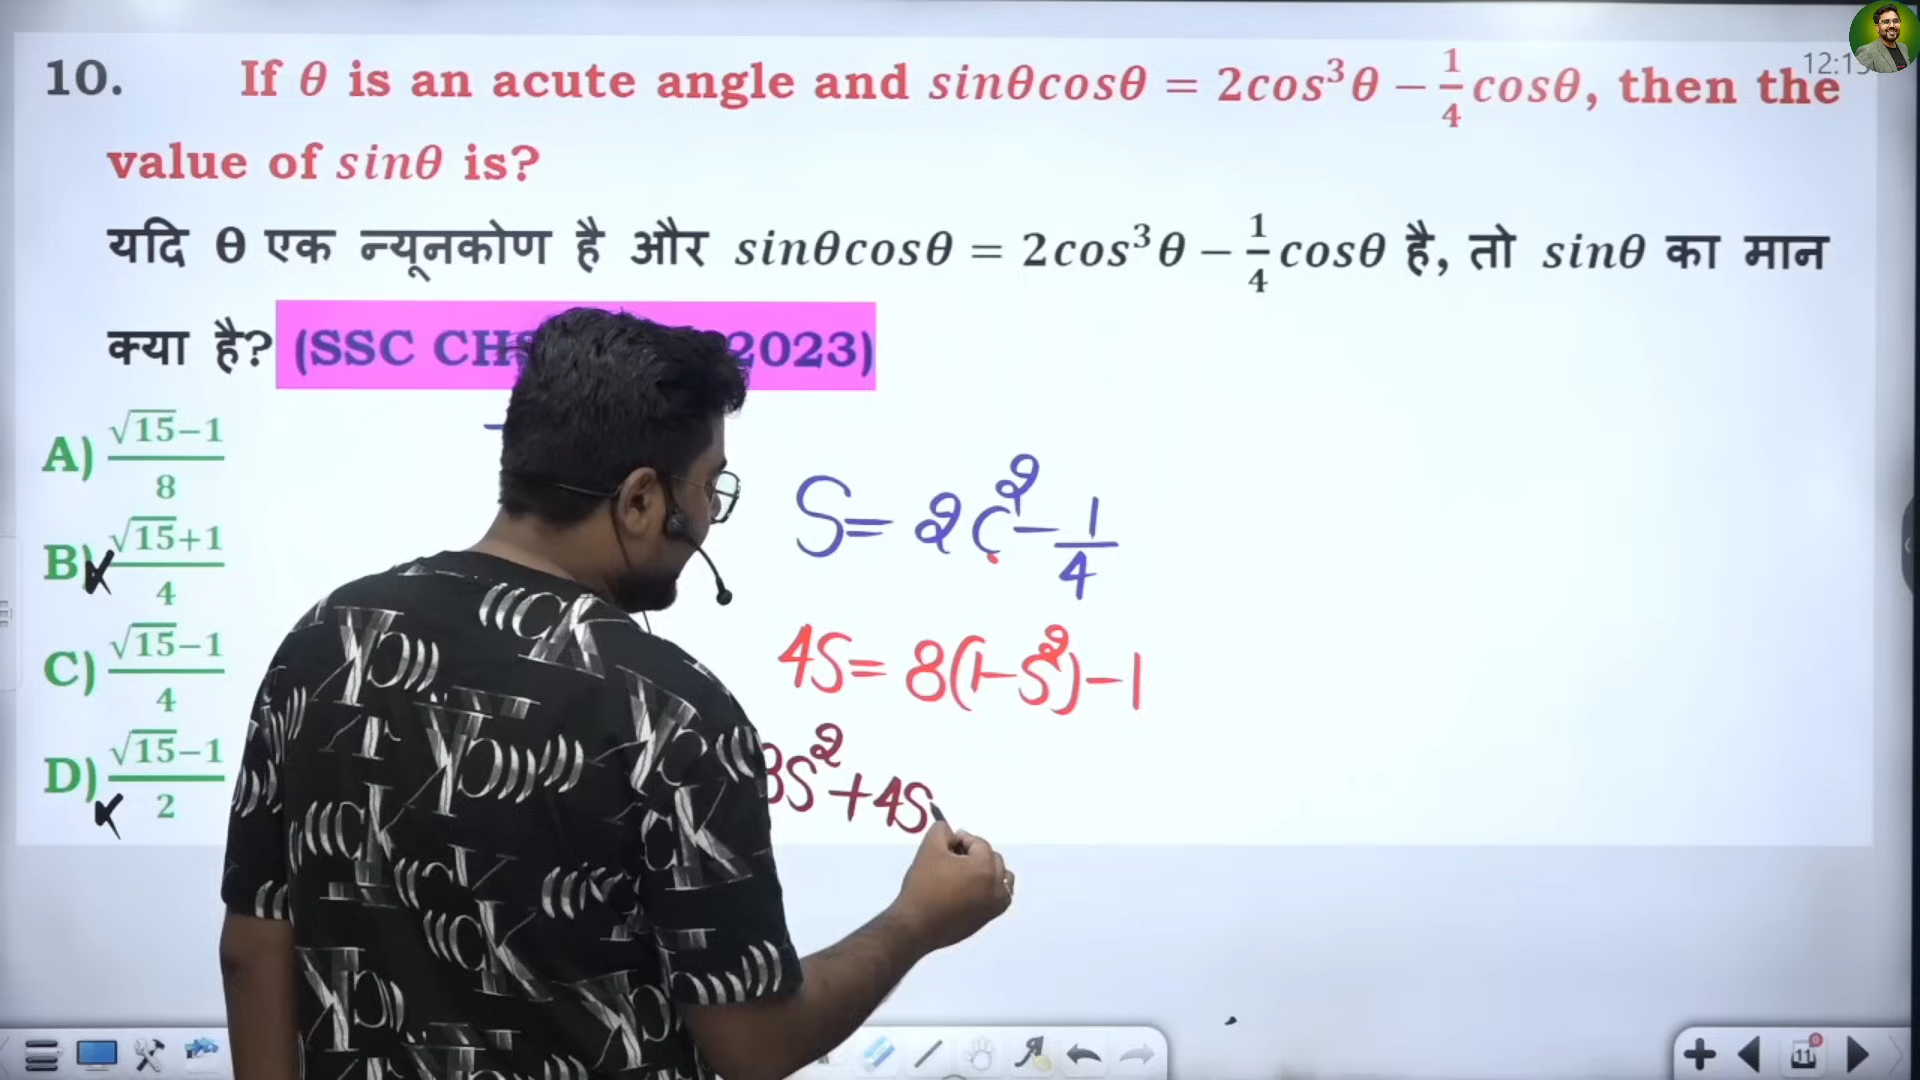 12:1
10. If θ is an acute angle and sinθcosθ = 2cos³θ − 1/4 cosθ, then the
value of sinθ is?
यदि θ एक न्यूनकोण है और sinθcosθ = 2cos³θ − 1/4 cosθ है, तो sinθ का मान
क्या है? (SSC CH 2023)
A) √15−1/8
B) √15+1/4
C) √15−1/4
D) √15−1/2
S = 2c² − 1/4
4S = 8(1−S²)−1
8S²+4S
11